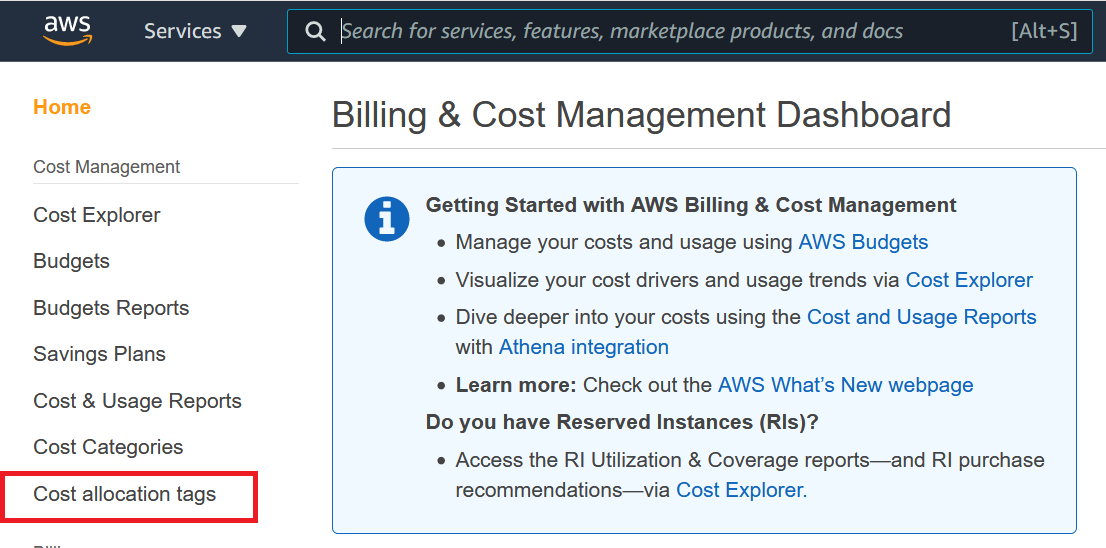 aws
Services
Search for services, features, marketplace products, and docs
[Alt+S]
Home
Cost Management
Cost Explorer
Budgets
Budgets Reports
Savings Plans
Cost & Usage Reports
Cost Categories
Cost allocation tags
Billing & Cost Management Dashboard
Getting Started with AWS Billing & Cost Management
• Manage your costs and usage using AWS Budgets
• Visualize your cost drivers and usage trends via Cost Explorer
• Dive deeper into your costs using the Cost and Usage Reports
with Athena integration
• Learn more: Check out the AWS What's New webpage
Do you have Reserved Instances (RIs)?
• Access the RI Utilization & Coverage reports—and RI purchase
recommendations—via Cost Explorer.